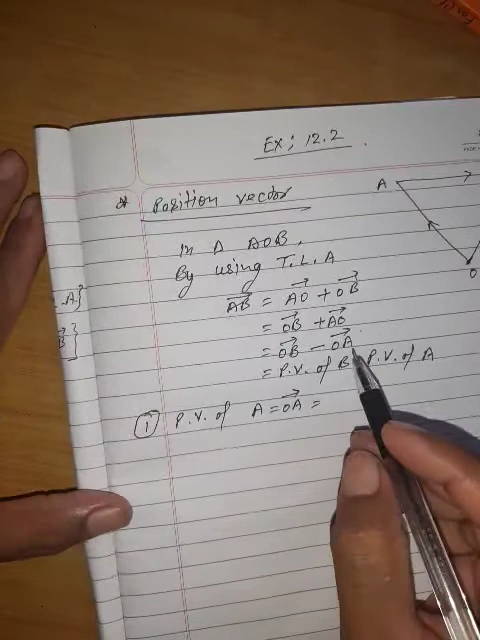 Ex; 12.2
* Position vector
A
In Δ AOB,
By using T.L.A
AB = AO + OB
= OB + AO
= OB - OA
= P.V. of B - P.V. of A
O
A}
B}
① P.V. of A = OA =